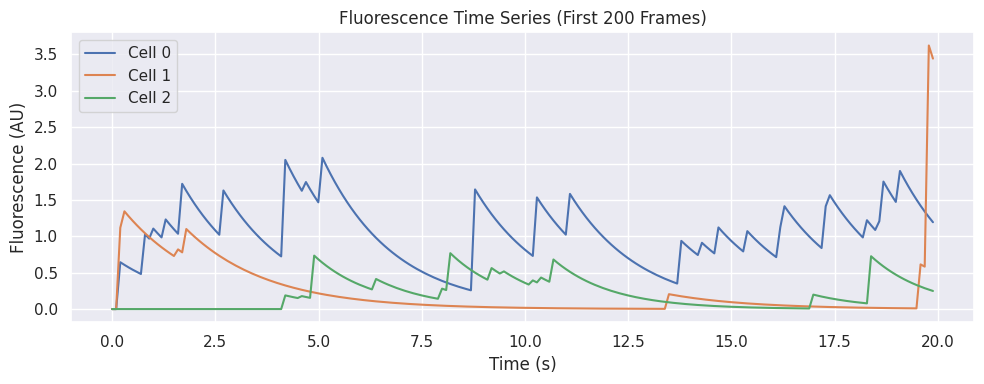 Fluorescence Time Series (First 200 Frames)
Cell 0
Cell 1
Cell 2
Fluorescence (AU)
3.5
3.0
2.5
2.0
1.5
1.0
0.5
0.0
0.0 2.5 5.0 7.5 10.0 12.5 15.0 17.5 20.0
Time (s)